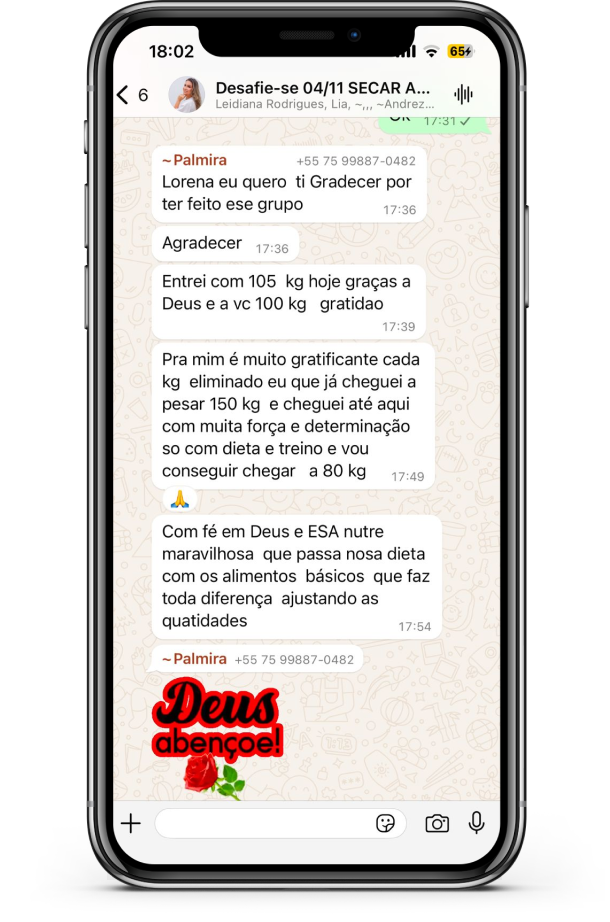 18:02
65
6
Desafie-se 04/11 SECAR A...
Leidiana Rodrigues, Lia, ~,,, ~Andrez...
17:31
~Palmira +55 75 99887-0482
Lorena eu quero ti Gradecer por
ter feito ese grupo
17:36
Agradecer 17:36
Entrei com 105 kg hoje graças a
Deus e a vc 100 kg gratidao
17:39
Pra mim é muito gratificante cada
kg eliminado eu que já cheguei a
pesar 150 kg e cheguei até aqui
com muita força e determinação
so com dieta e treino e vou
conseguir chegar a 80 kg 17:49
Com fé em Deus e ESA nutre
maravilhosa que passa nosa dieta
com os alimentos básicos que faz
toda diferença ajustando as
quatidades 17:54
~Palmira +55 75 99887-0482
Deus
abençoe!